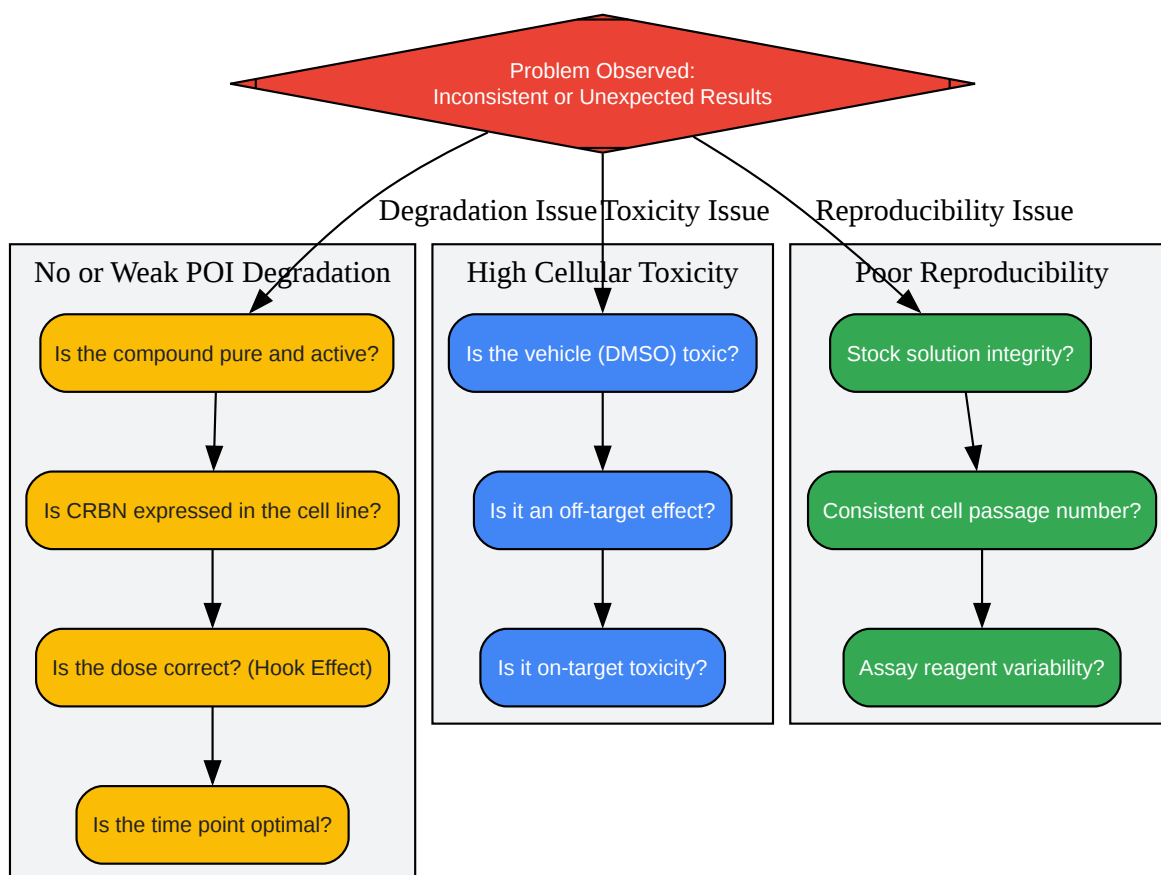 Problem Observed:
Inconsistent or Unexpected Results
Degradation Issue
Toxicity Issue
Reproducibility Issue
No or Weak POI Degradation
Is the compound pure and active?
Is CRBN expressed in the cell line?
Is the dose correct? (Hook Effect)
Is the time point optimal?
High Cellular Toxicity
Is the vehicle (DMSO) toxic?
Is it an off-target effect?
Is it on-target toxicity?
Poor Reproducibility
Stock solution integrity?
Consistent cell passage number?
Assay reagent variability?